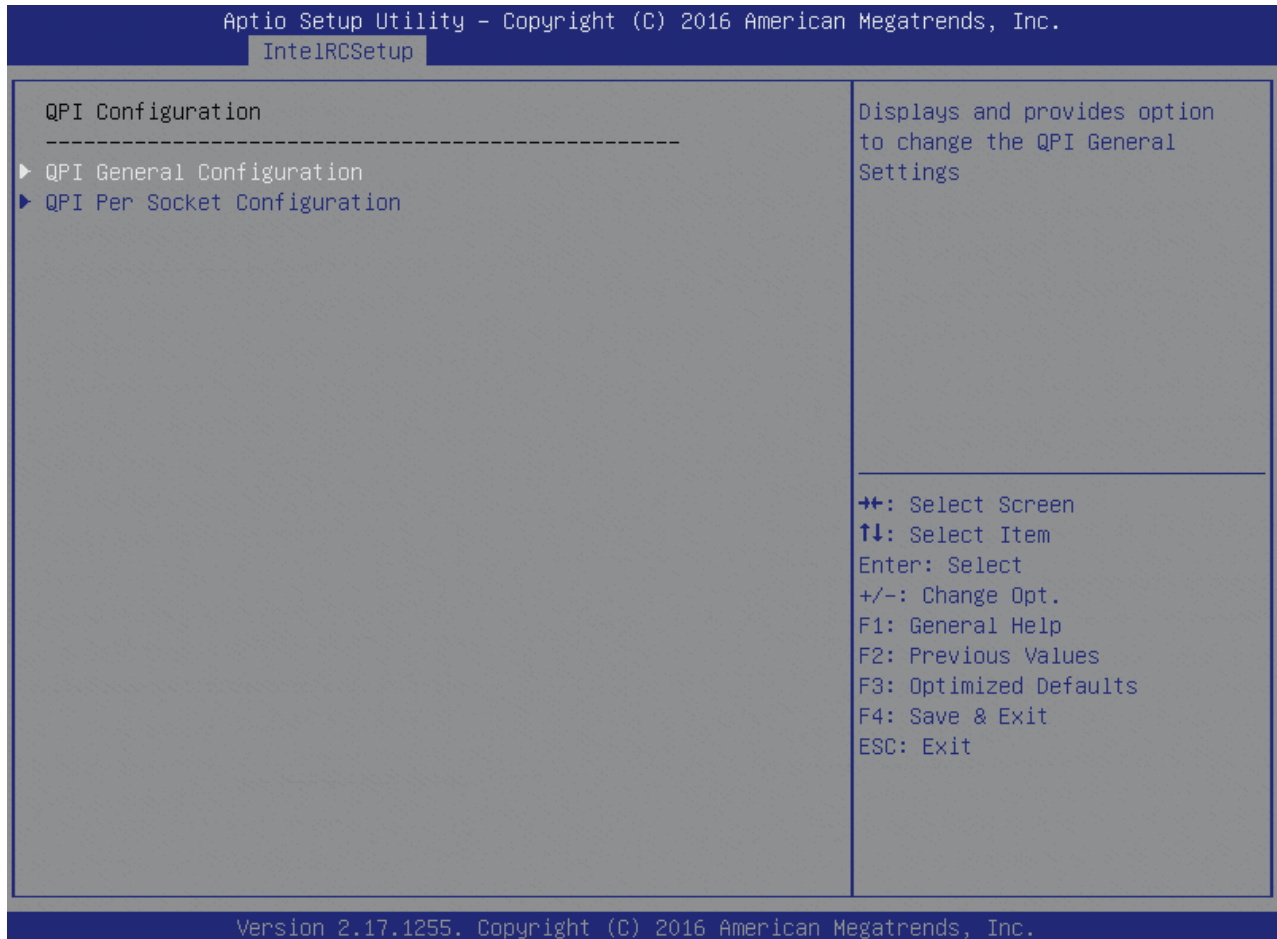 Aptio Setup Utility – Copyright (C) 2016 American Megatrends, Inc.
IntelRCSetup
QPI Configuration
--------------------------------------------------
▶ QPI General Configuration
▶ QPI Per Socket Configuration
Displays and provides option
to change the QPI General
Settings
→←: Select Screen
↑↓: Select Item
Enter: Select
+/-: Change Opt.
F1: General Help
F2: Previous Values
F3: Optimized Defaults
F4: Save & Exit
ESC: Exit
Version 2.17.1255. Copyright (C) 2016 American Megatrends, Inc.